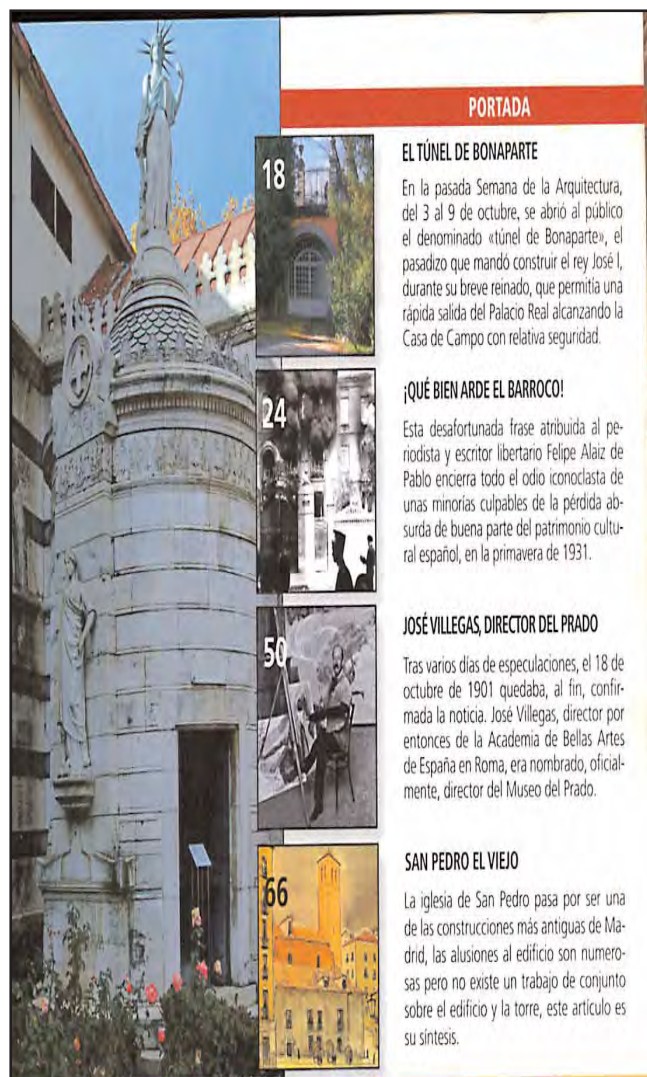 PORTADA
18
EL TÚNEL DE BONAPARTE
En la pasada Semana de la Arquitectura,
del 3 al 9 de octubre, se abrió al público
el denominado «túnel de Bonaparte», el
pasadizo que mandó construir el rey José I,
durante su breve reinado, que permitía una
rápida salida del Palacio Real alcanzando la
Casa de Campo con relativa seguridad.
24
¡QUÉ BIEN ARDE EL BARROCO!
Esta desafortunada frase atribuida al pe-
riodista y escritor libertario Felipe Alaiz de
Pablo encierra todo el odio iconoclasta de
unas minorías culpables de la pérdida ab-
surda de buena parte del patrimonio cultu-
ral español, en la primavera de 1931.
50
JOSÉ VILLEGAS, DIRECTOR DEL PRADO
Tras varios días de especulaciones, el 18 de
octubre de 1901 quedaba, al fin, confir-
mada la noticia. José Villegas, director por
entonces de la Academia de Bellas Artes
de España en Roma, era nombrado, oficial-
mente, director del Museo del Prado.
66
SAN PEDRO EL VIEJO
La iglesia de San Pedro pasa por ser una
de las construcciones más antiguas de Ma-
drid, las alusiones al edificio son numero-
sas pero no existe un trabajo de conjunto
sobre el edificio y la torre, este artículo es
su síntesis.